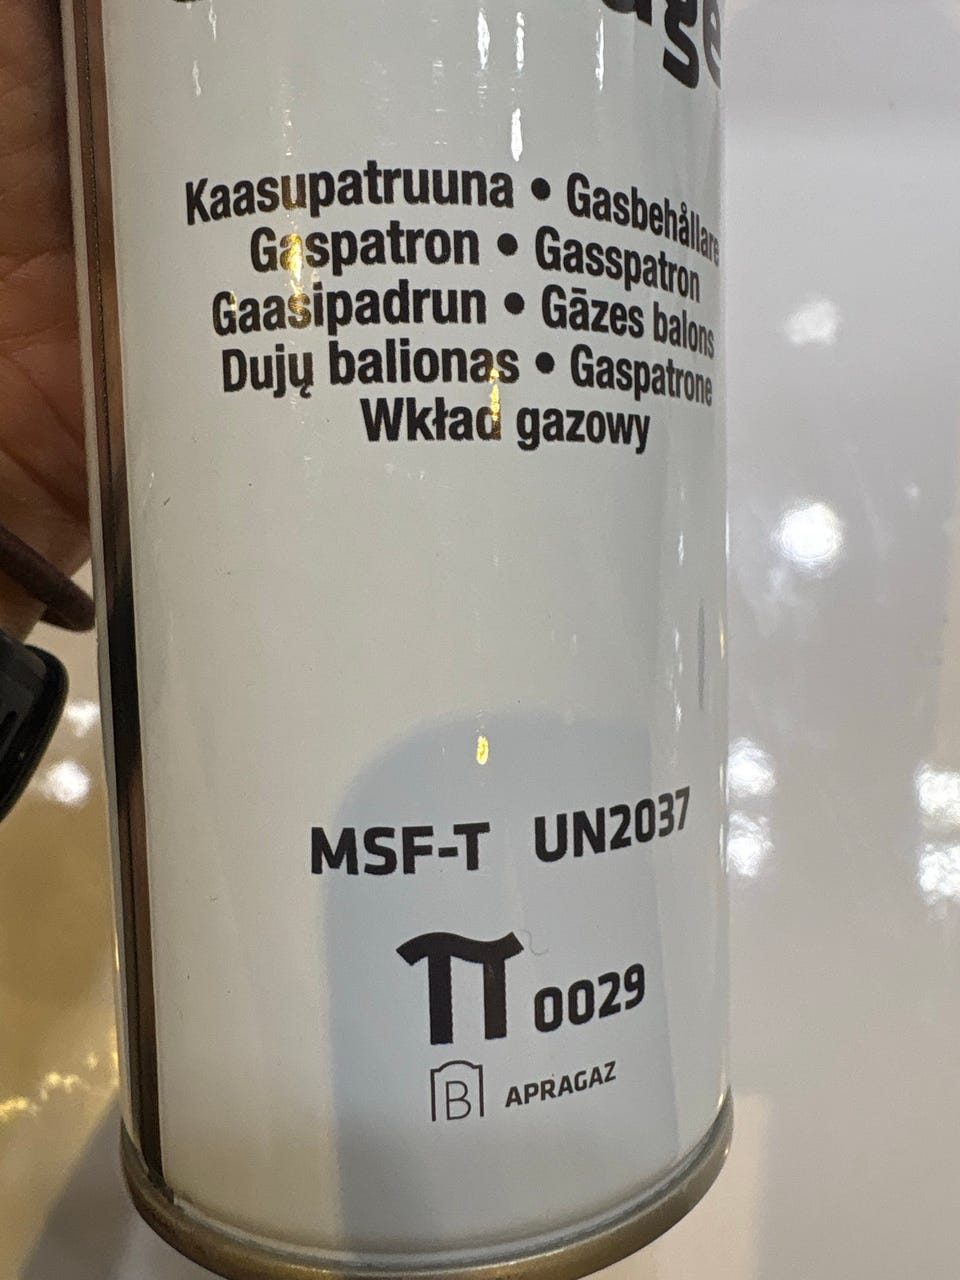 Kaasupatruuna • Gasbehållare
Gaspatron • Gasspatron
Gaasipadrun • Gāzes balons
Dujų balionas • Gaspatrone
Wkład gazowy
MSF-T UN2037
π 0029
B APRAGAZ